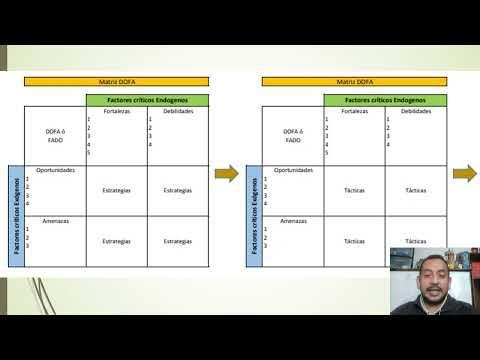 Matriz DOFA
Factores críticos Endogenos
Fortalezas
Debilidades
DOFA ó
FADO
1
2
3
4
5
1
2
3
4
Factores críticos Exógenos
Oportunidades
1
2
3
4
Estrategias
Estrategias
Amenazas
1
2
3
Estrategias
Estrategias
Matriz DOFA
Factores críticos Endogenos
Fortalezas
Debilidades
DOFA ó
FADO
1
2
3
4
5
1
2
3
4
Factores críticos Exógenos
Oportunidades
1
2
3
4
Tácticas
Tácticas
Amenazas
1
2
3
Tácticas
Tácticas